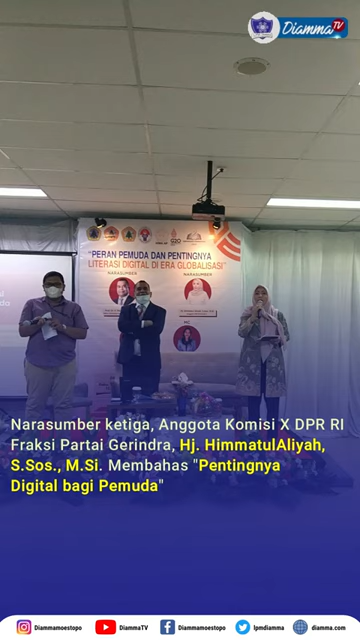 DiammaTV
"PERAN PEMUDA DAN PENTINGNYA
LITERASI DIGITAL DI ERA GLOBALISASI"
NARASUMBER
NARASUMBER
Narasumber ketiga, Anggota Komisi X DPR RI
Fraksi Partai Gerindra, Hj. HimmatulAliyah,
S.Sos., M.Si. Membahas "Pentingnya
Digital bagi Pemuda"
Diammamoestopo
DiammaTV
Diammamoestopo
lpmdiamma
diamma.com